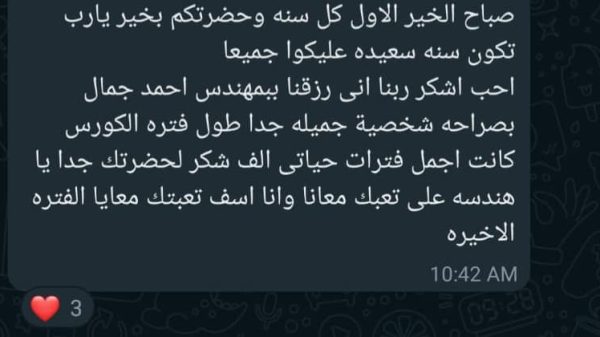 صباح الخير الاول كل سنه وحضرتكم بخير يارب
تكون سنه سعيده عليكوا جميعا
احب اشكر ربنا انى رزقنا ببمهندس احمد جمال
بصراحه شخصية جميله جدا طول فتره الكورس
كانت اجمل فترات حياتى الف شكر لحضرتك جدا يا
هندسه على تعبك معانا وانا اسف تعبتك معايا الفتره
الاخيره
10:42 AM
3